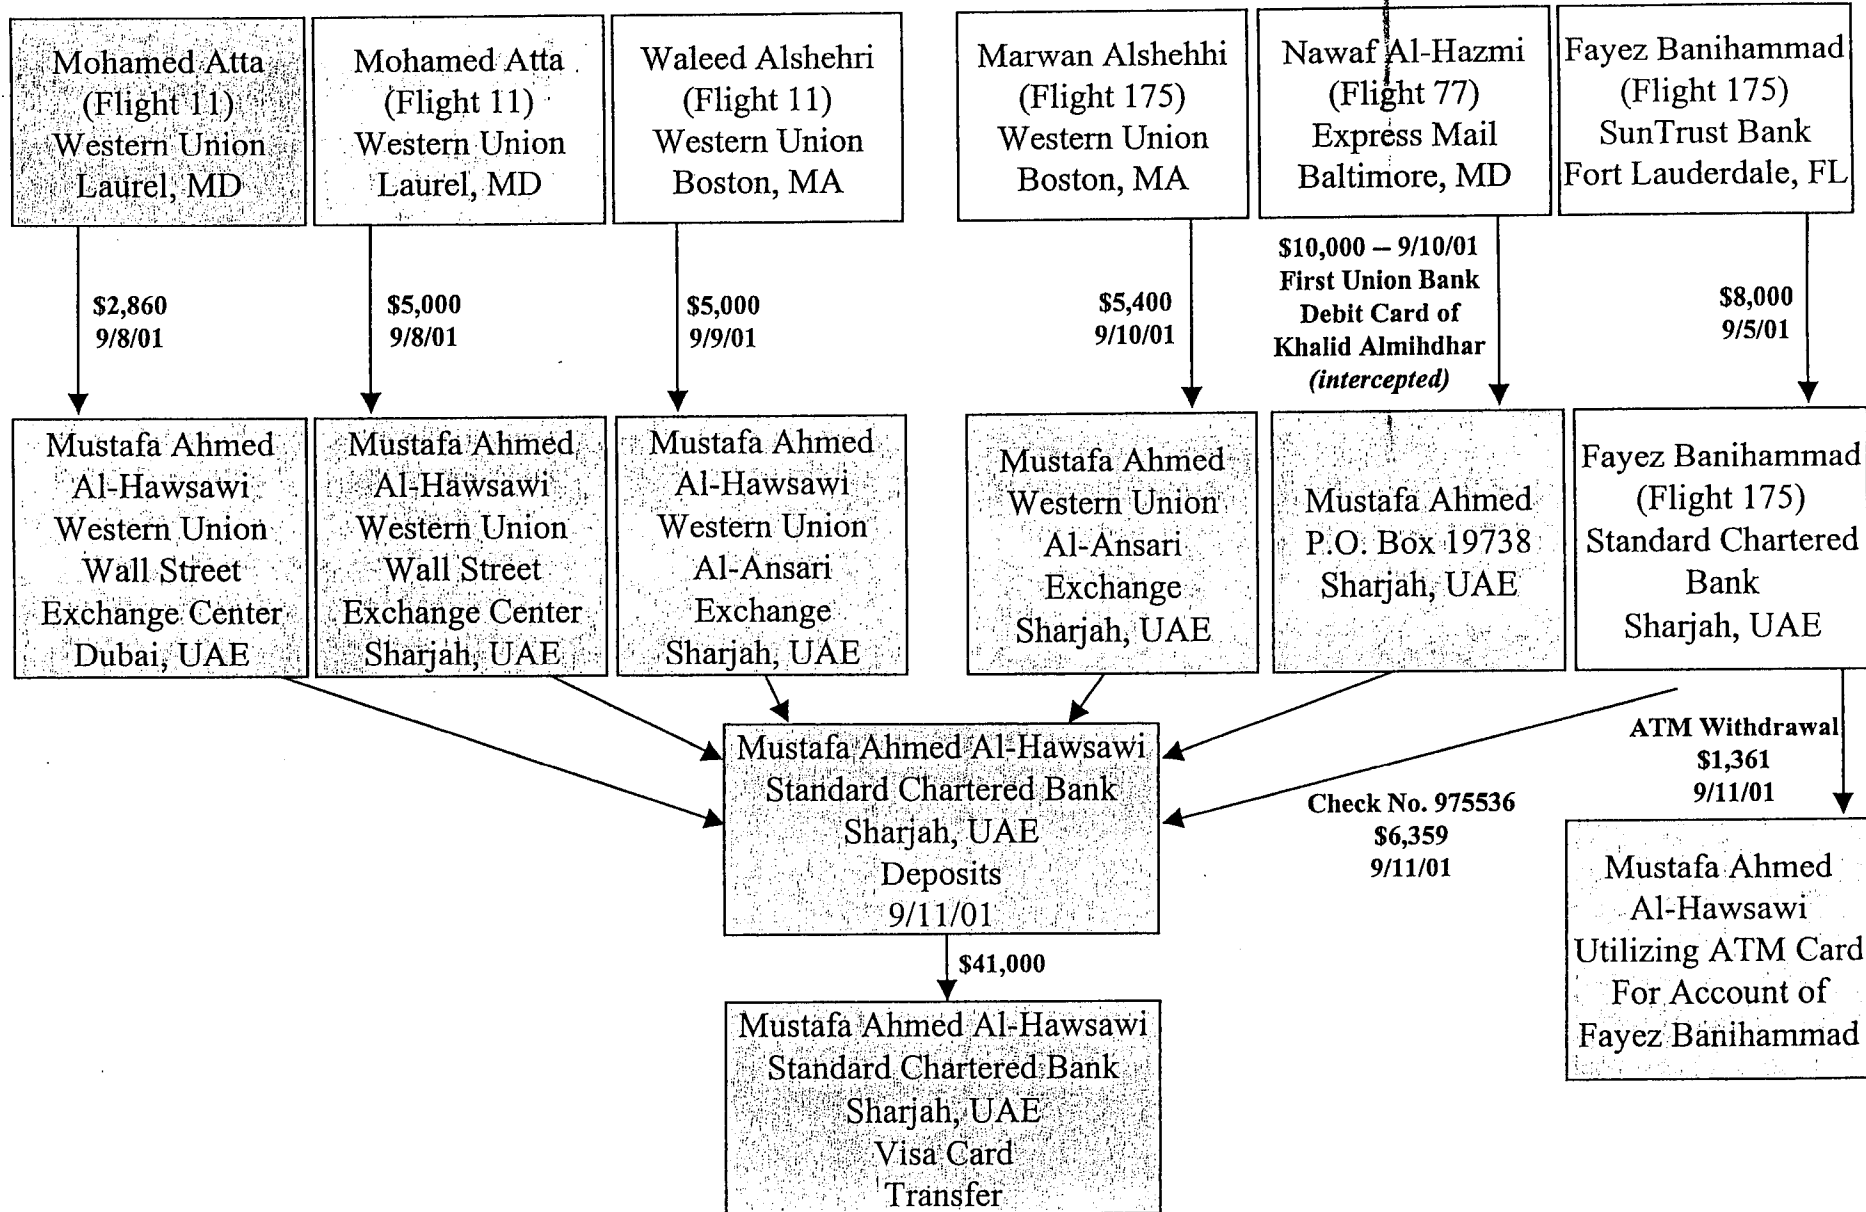 Mohamed Atta
(Flight 11)
Western Union
Laurel, MD
Mohamed Atta
(Flight 11)
Western Union
Laurel, MD
Waleed Alshehri
(Flight 11)
Western Union
Boston, MA
Marwan Alshehhi
(Flight 175)
Western Union
Boston, MA
Nawaf Al-Hazmi
(Flight 77)
Express Mail
Baltimore, MD
Fayez Banihammad
(Flight 175)
SunTrust Bank
Fort Lauderdale, FL
$2,860
9/8/01
$5,000
9/8/01
$5,000
9/9/01
$5,400
9/10/01
$10,000 – 9/10/01
First Union Bank
Debit Card of
Khalid Almihdhar
(intercepted)
$8,000
9/5/01
Mustafa Ahmed
Al-Hawsawi
Western Union
Wall Street
Exchange Center
Dubai, UAE
Mustafa Ahmed
Al-Hawsawi
Western Union
Wall Street
Exchange Center
Sharjah, UAE
Mustafa Ahmed
Al-Hawsawi
Western Union
Al-Ansari
Exchange
Sharjah, UAE
Mustafa Ahmed
Western Union
Al-Ansari
Exchange
Sharjah, UAE
Mustafa Ahmed
P.O. Box 19738
Sharjah, UAE
Fayez Banihammad
(Flight 175)
Standard Chartered
Bank
Sharjah, UAE
Mustafa Ahmed Al-Hawsawi
Standard Chartered Bank
Sharjah, UAE
Deposits
9/11/01
Check No. 975536
$6,359
9/11/01
ATM Withdrawal
$1,361
9/11/01
Mustafa Ahmed
Al-Hawsawi
Utilizing ATM Card
For Account of
Fayez Banihammad
$41,000
Mustafa Ahmed Al-Hawsawi
Standard Chartered Bank
Sharjah, UAE
Visa Card
Transfer